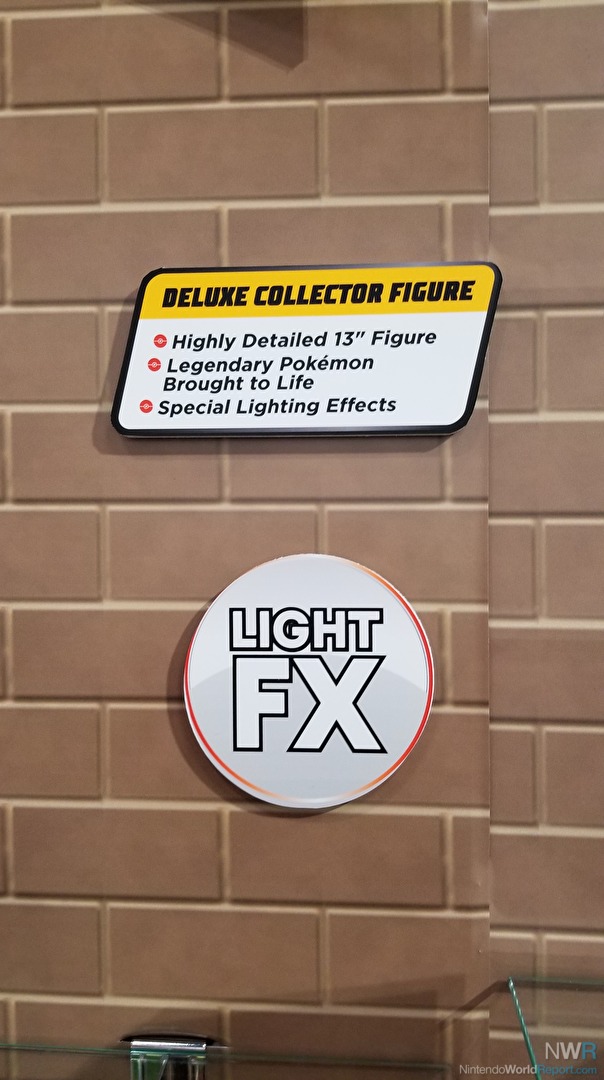 DELUXE COLLECTOR FIGURE
Highly Detailed 13" Figure
Legendary Pokémon
Brought to Life
Special Lighting Effects
LIGHT
FX
NWR
NintendoWorldReport.com